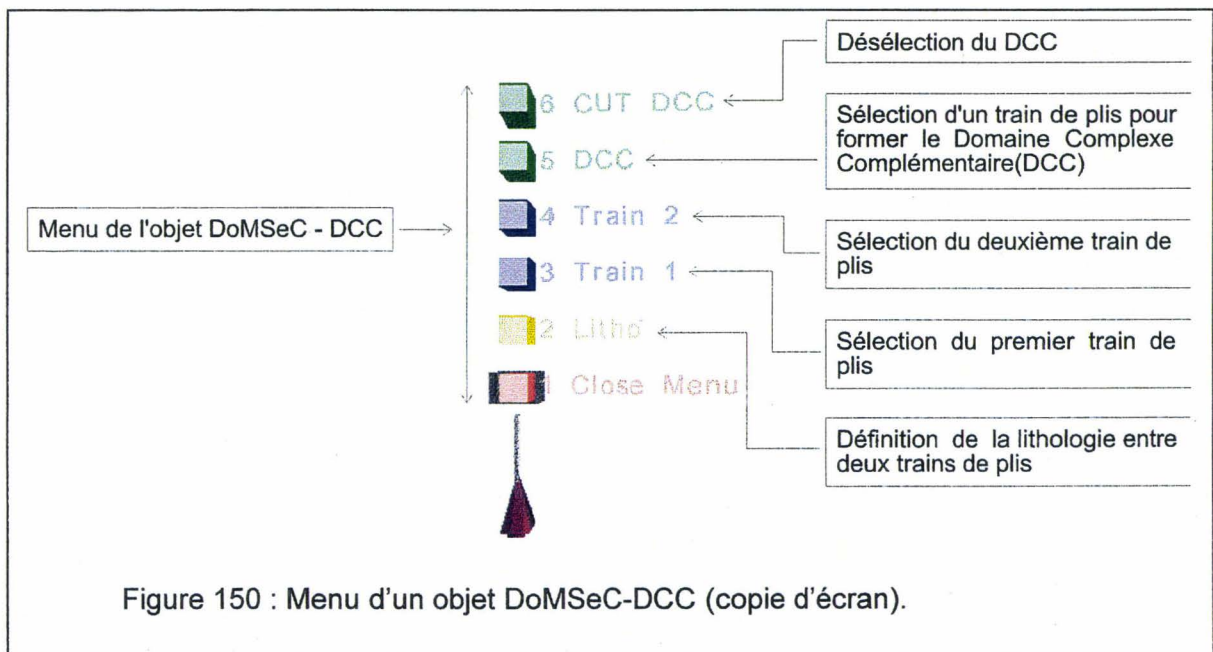 Désélection du DCC
6 CUT DCC
Sélection d'un train de plis pour
former le Domaine Complexe
Complémentaire(DCC)
5 DCC
Menu de l'objet DoMSeC - DCC
4 Train 2
Sélection du deuxième train de
plis
3 Train 1
Sélection du premier train de
plis
2 Litho
1 Close Menu
Définition de la lithologie entre
deux trains de plis
Figure 150 : Menu d'un objet DoMSeC-DCC (copie d'écran).